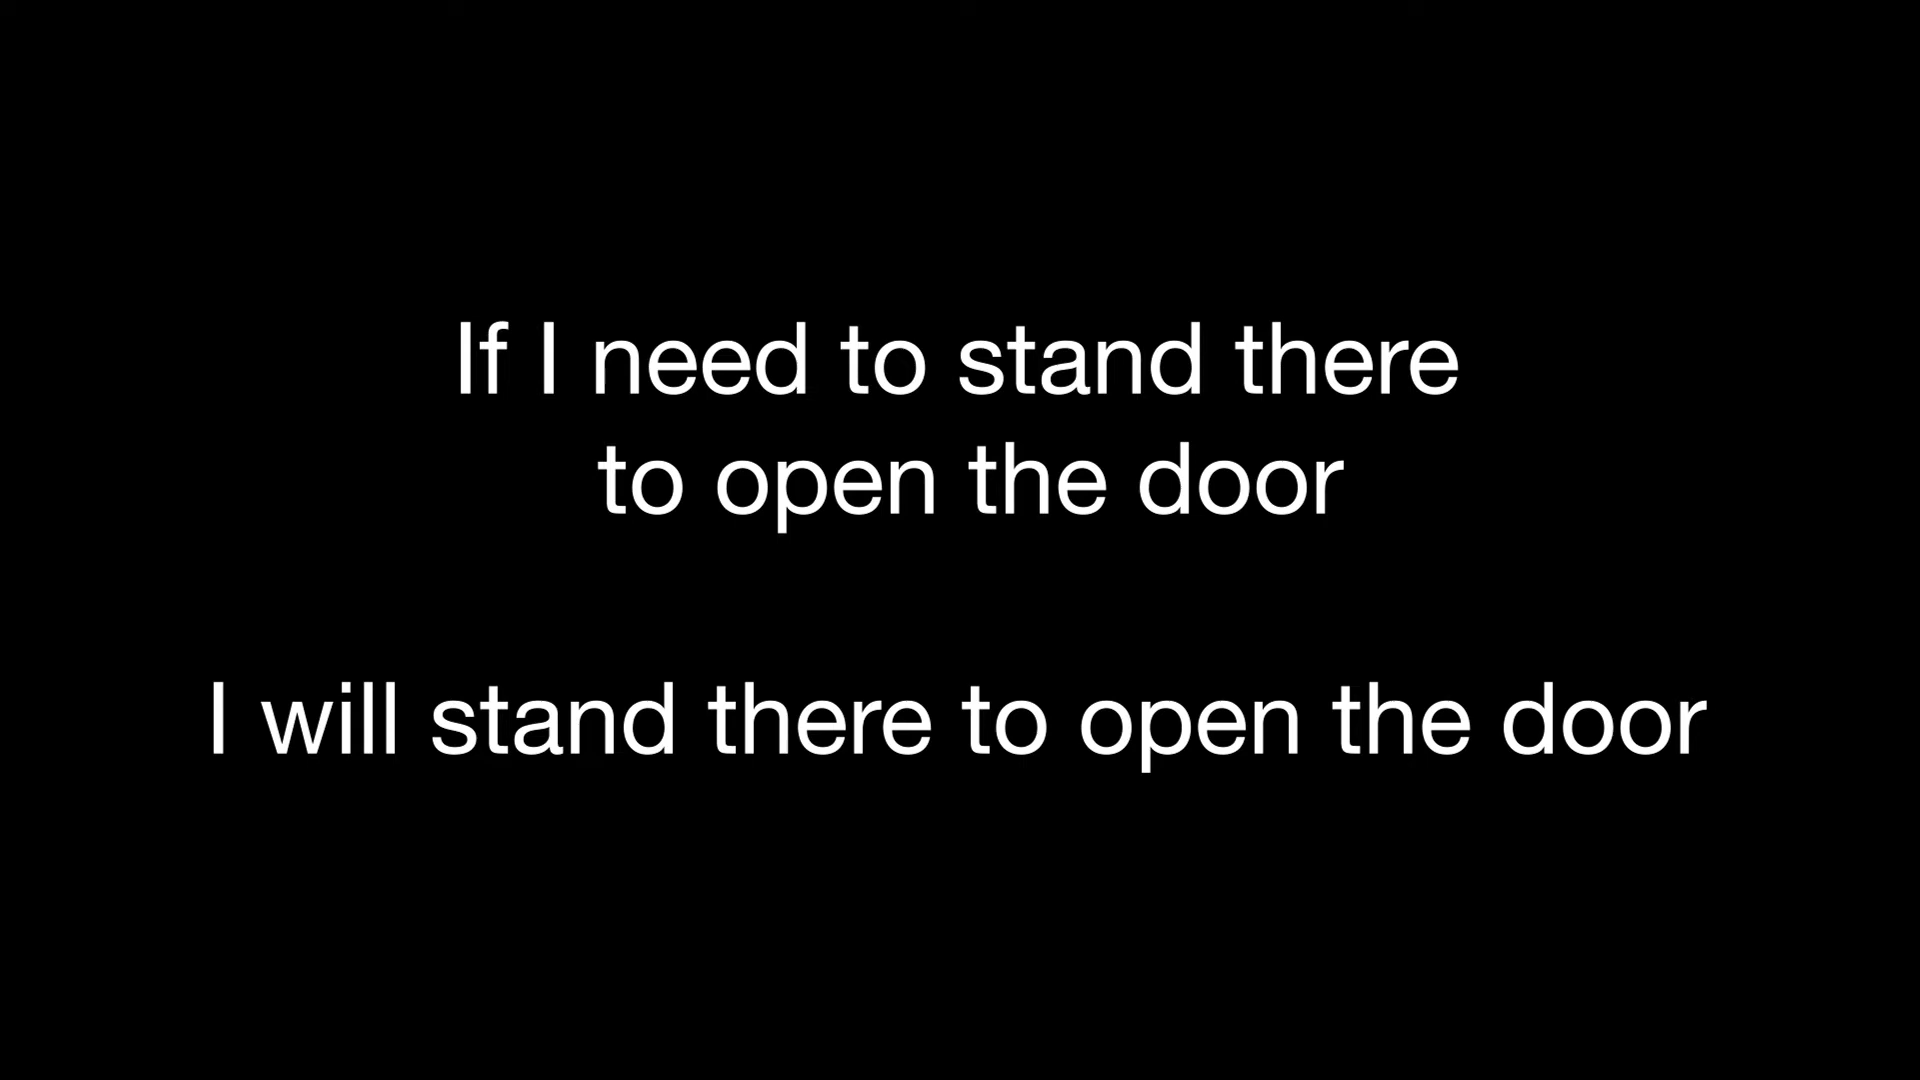 If I need to stand there
to open the door
I will stand there to open the door